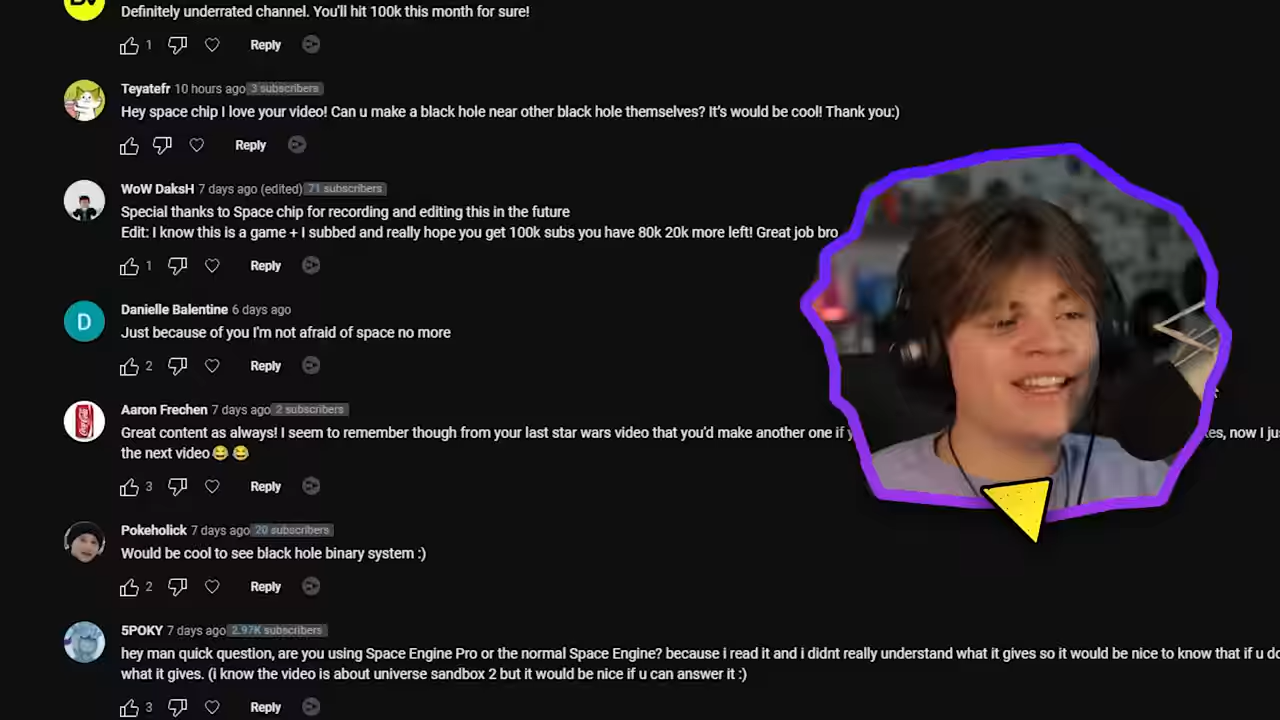 Definitely underrated channel. You'll hit 100k this month for sure!
1 Reply
Teyatefr 10 hours ago 3 subscribers
Hey space chip I love your video! Can u make a black hole near other black hole themselves? It's would be cool! Thank you:)
Reply
WoW DaksH 7 days ago (edited) 71 subscribers
Special thanks to Space chip for recording and editing this in the future
Edit: I know this is a game + I subbed and really hope you get 100k subs you have 80k 20k more left! Great job bro
1 Reply
D
Danielle Balentine 6 days ago
Just because of you I'm not afraid of space no more
2 Reply
Aaron Frechen 7 days ago 2 subscribers
Great content as always! I seem to remember though from your last star wars video that you'd make another one if now I
the next video😂 😂
3 Reply
Pokeholick 7 days ago 20 subscribers
Would be cool to see black hole binary system :)
2 Reply
5POKY 7 days ago 2.97K subscribers
hey man quick question, are you using Space Engine Pro or the normal Space Engine? because i read it and i didnt really understand what it gives so it would be nice to know that if u
what it gives. (i know the video is about universe sandbox 2 but it would be nice if u can answer it :)
3 Reply